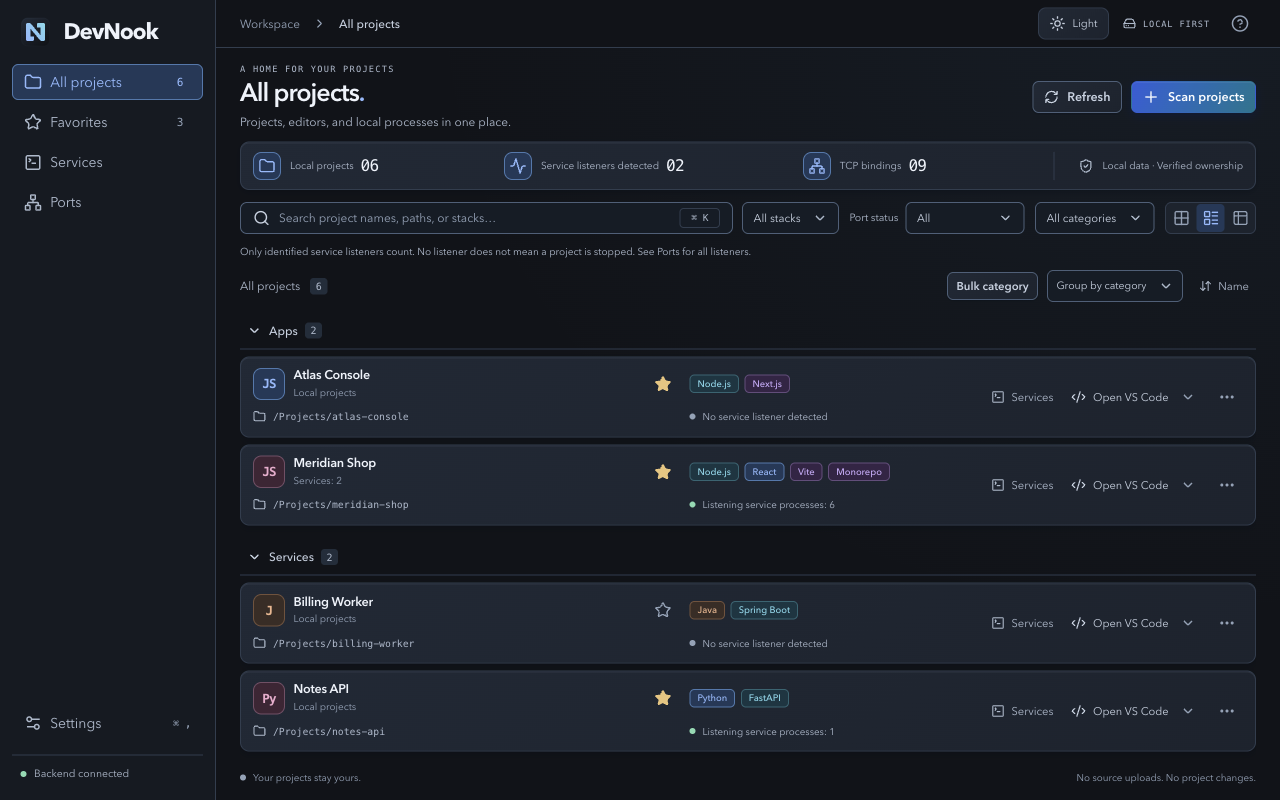 DevNook
All projects 6
Favorites 3
Services
Ports
Settings ⌘ ,
Backend connected
Workspace All projects
Light LOCAL FIRST
A HOME FOR YOUR PROJECTS
All projects.
Projects, editors, and local processes in one place.
Refresh Scan projects
Local projects 06 Service listeners detected 02 TCP bindings 09 Local data · Verified ownership
Search project names, paths, or stacks… ⌘ K All stacks Port status All All categories
Only identified service listeners count. No listener does not mean a project is stopped. See Ports for all listeners.
All projects 6 Bulk category Group by category Name
Apps 2
JS Atlas Console
Local projects
/Projects/atlas-console
Node.js Next.js
No service listener detected
Services Open VS Code
JS Meridian Shop
Services: 2
/Projects/meridian-shop
Node.js React Vite Monorepo
Listening service processes: 6
Services Open VS Code
Services 2
J Billing Worker
Local projects
/Projects/billing-worker
Java Spring Boot
No service listener detected
Services Open VS Code
Py Notes API
Local projects
/Projects/notes-api
Python FastAPI
Listening service processes: 1
Services Open VS Code
Your projects stay yours. No source uploads. No project changes.